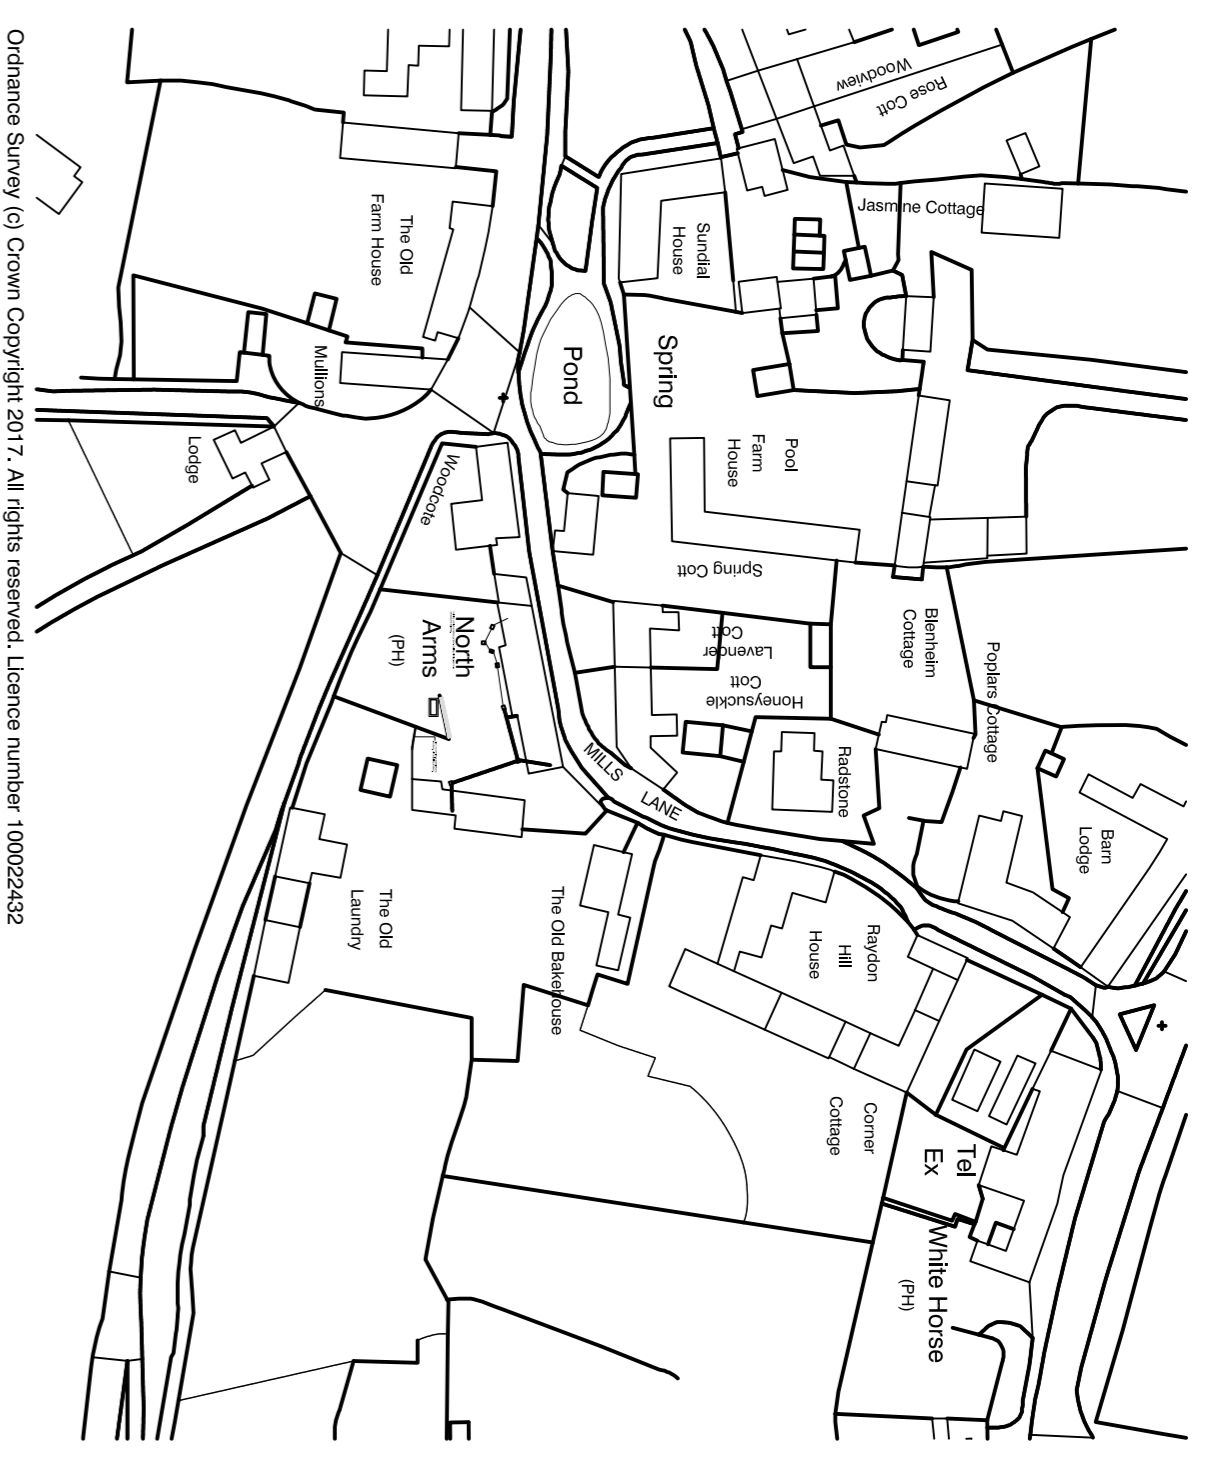 Woodview
Rose Cott
Jasmine Cottage
Sundial
House
The Old
Farm House
Mullions
Pond
Spring
Pool
Farm
House
Lodge
Woodcote
Spring Cott
Lavender
Cott
Honeysuckle
Cott
Blenheim
Cottage
Poplars Cottage
North
Arms
(PH)
MILLS
LANE
Radstone
Barn
Lodge
The Old
Laundry
The Old Bakehouse
Raydon
Hill
House
Corner
Cottage
Tel
Ex
White Horse
(PH)
Ordnance Survey (c) Crown Copyright 2017. All rights reserved. Licence number 100022432